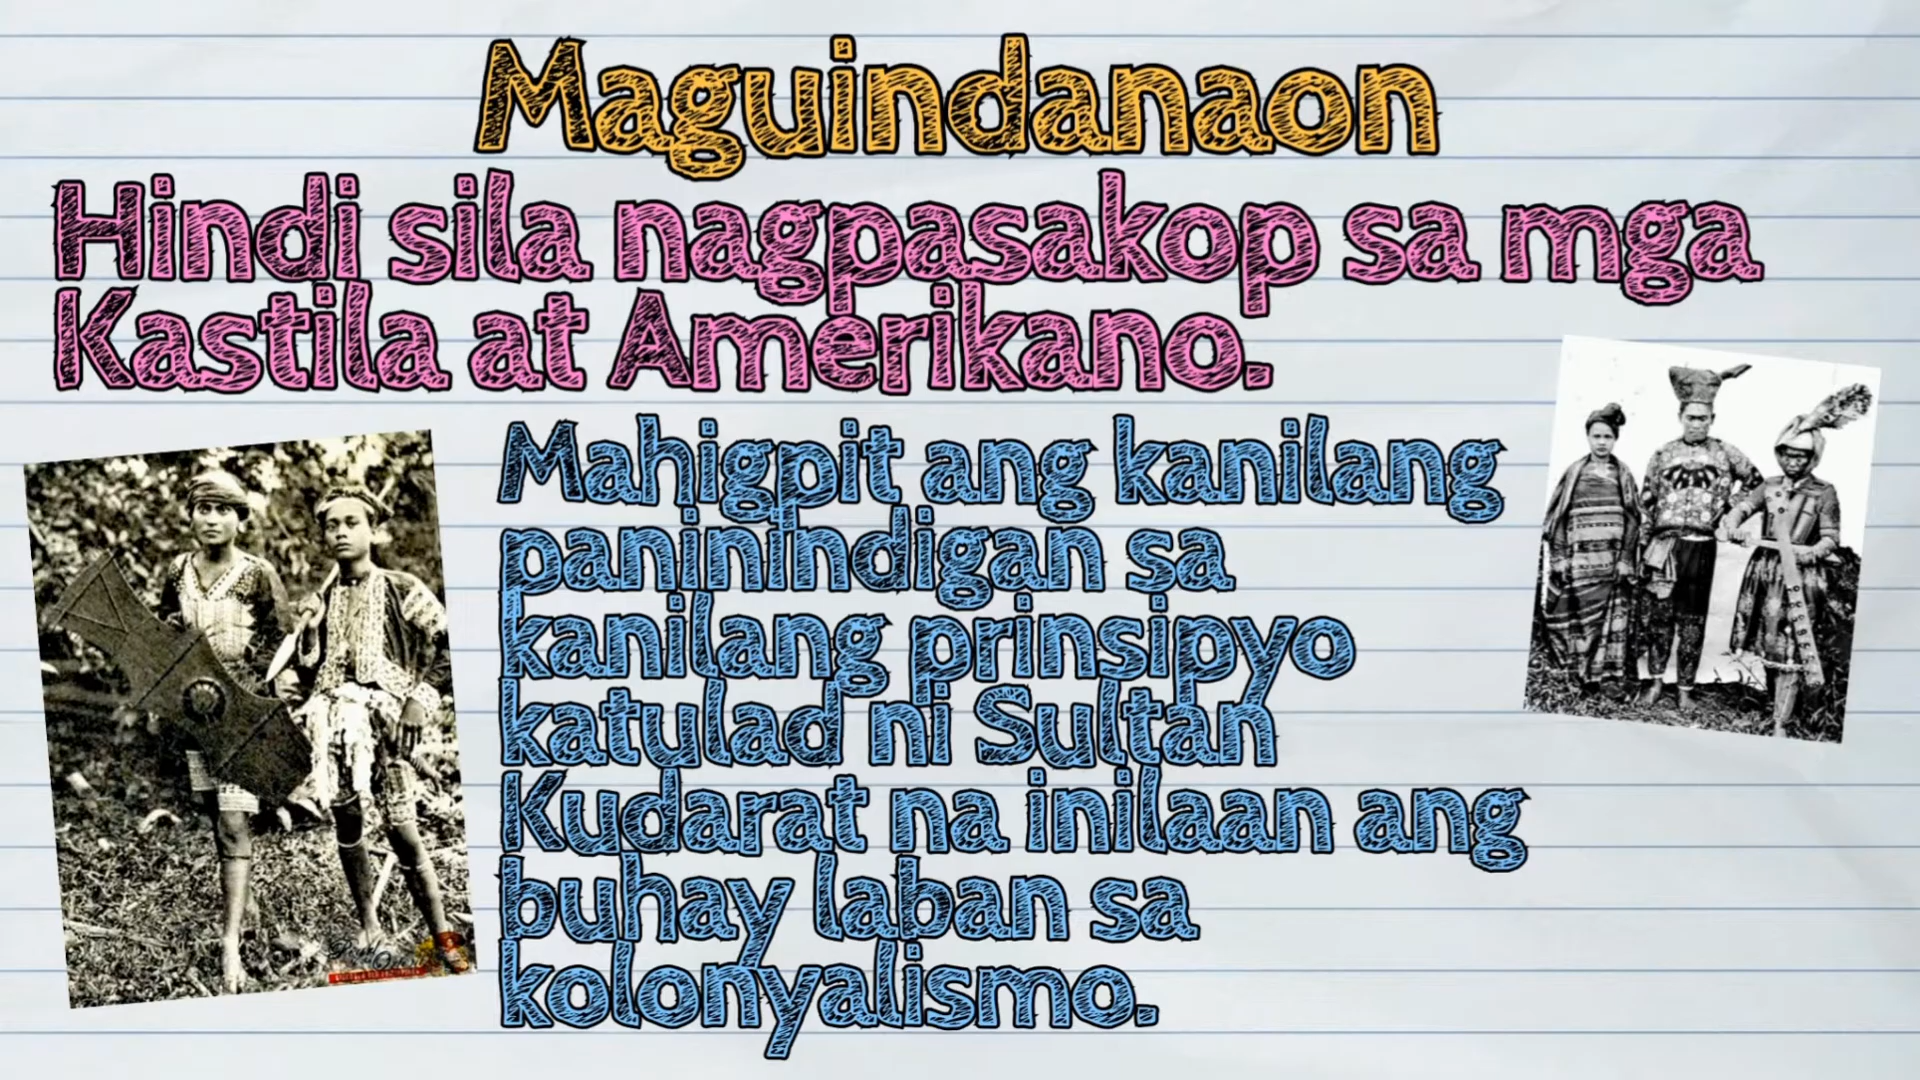 Maguindanaon
Hindi sila nagpasakop sa mga
Kastila at Amerikano.
Mahigpit ang kanilang
paninindigan sa
kanilang prinsipyo
katulad ni Sultan
Kudarat na inilaan ang
buhay laban sa
kolonyalismo.